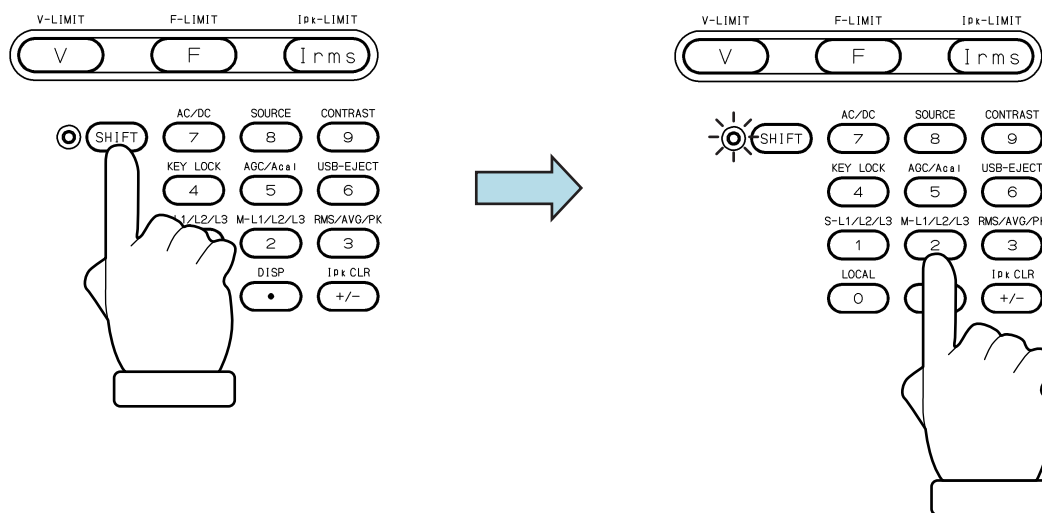 V-LIMIT F-LIMIT Ipk-LIMIT
V F Irms
AC/DC SOURCE CONTRAST
SHIFT 7 8 9
KEY LOCK AGC/Acal USB-EJECT
4 5 6
1/L2/L3 M-L1/L2/L3 RMS/AVG/PK
2 3
DISP Ipk CLR
• +/-
V-LIMIT F-LIMIT Ipk-LIMIT
V F Irms
AC/DC SOURCE CONTRAST
SHIFT 7 8 9
KEY LOCK AGC/Acal USB-EJECT
4 5 6
S-L1/L2/L3 M-L1/L2/L3 RMS/AVG/PK
1 2 3
LOCAL Ipk CLR
0 +/-